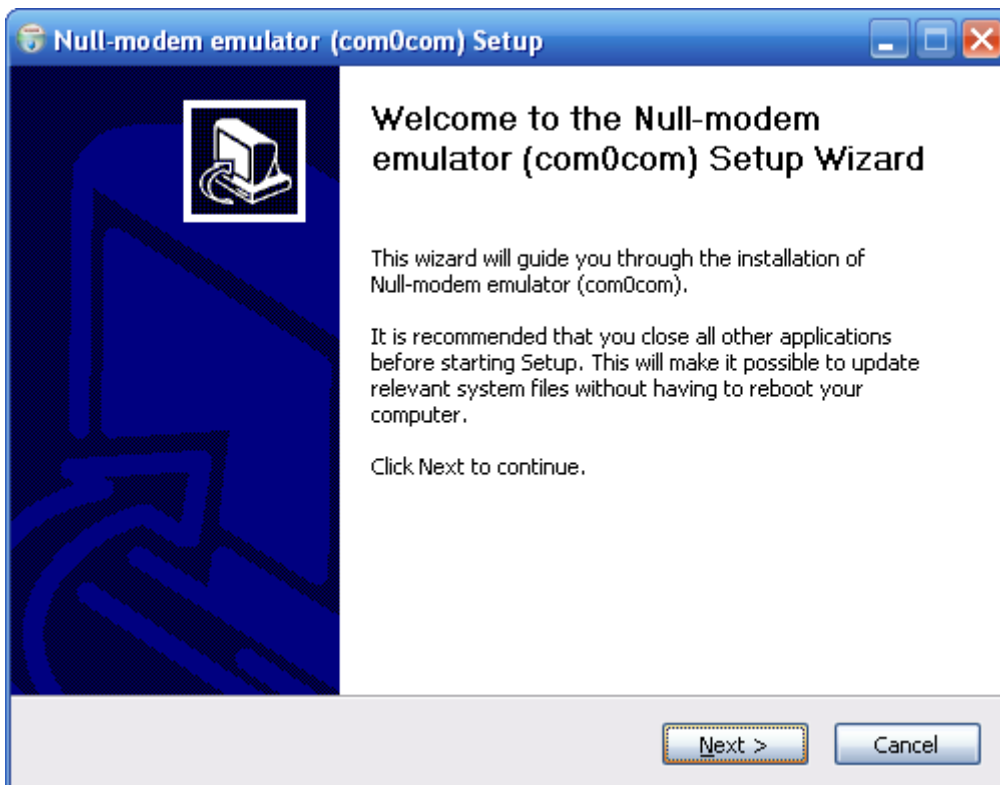 Null-modem emulator (com0com) Setup
Welcome to the Null-modem
emulator (com0com) Setup Wizard
This wizard will guide you through the installation of
Null-modem emulator (com0com).
It is recommended that you close all other applications
before starting Setup. This will make it possible to update
relevant system files without having to reboot your
computer.
Click Next to continue.
Next >
Cancel